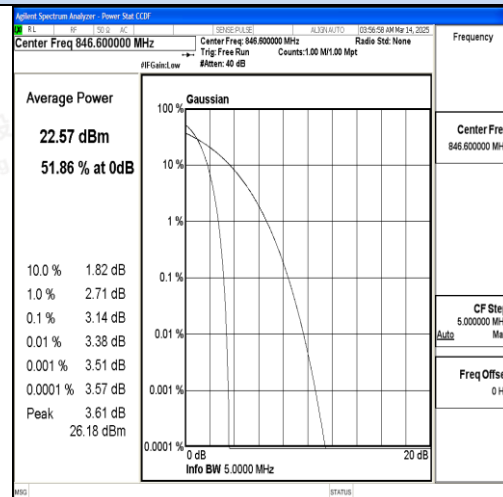 Agilent Spectrum Analyzer - Power Stat CCDF
RL RF 50 Ω AC SENSE:PULSE ALIGN AUTO 03:56:58 AM Mar 14, 2025
Center Freq 846.600000 MHz
Center Freq: 846.600000 MHz Radio Std: None
Trig: Free Run Counts:1.00 M/1.00 Mpt
#IFGain:Low #Atten: 40 dB
Frequency
Average Power
22.57 dBm
51.86 % at 0dB
10.0 % 1.82 dB
1.0 % 2.71 dB
0.1 % 3.14 dB
0.01 % 3.38 dB
0.001 % 3.51 dB
0.0001 % 3.57 dB
Peak 3.61 dB
26.18 dBm
Gaussian
100 %
10 %
1 %
0.1 %
0.01 %
0.001 %
0.0001 %
0 dB 20 dB
Info BW 5.0000 MHz
Center Fre
846.600000 MH
CF Ste
5.000000 MH
Auto Ma
Freq Offse
0 H
MSG STATUS